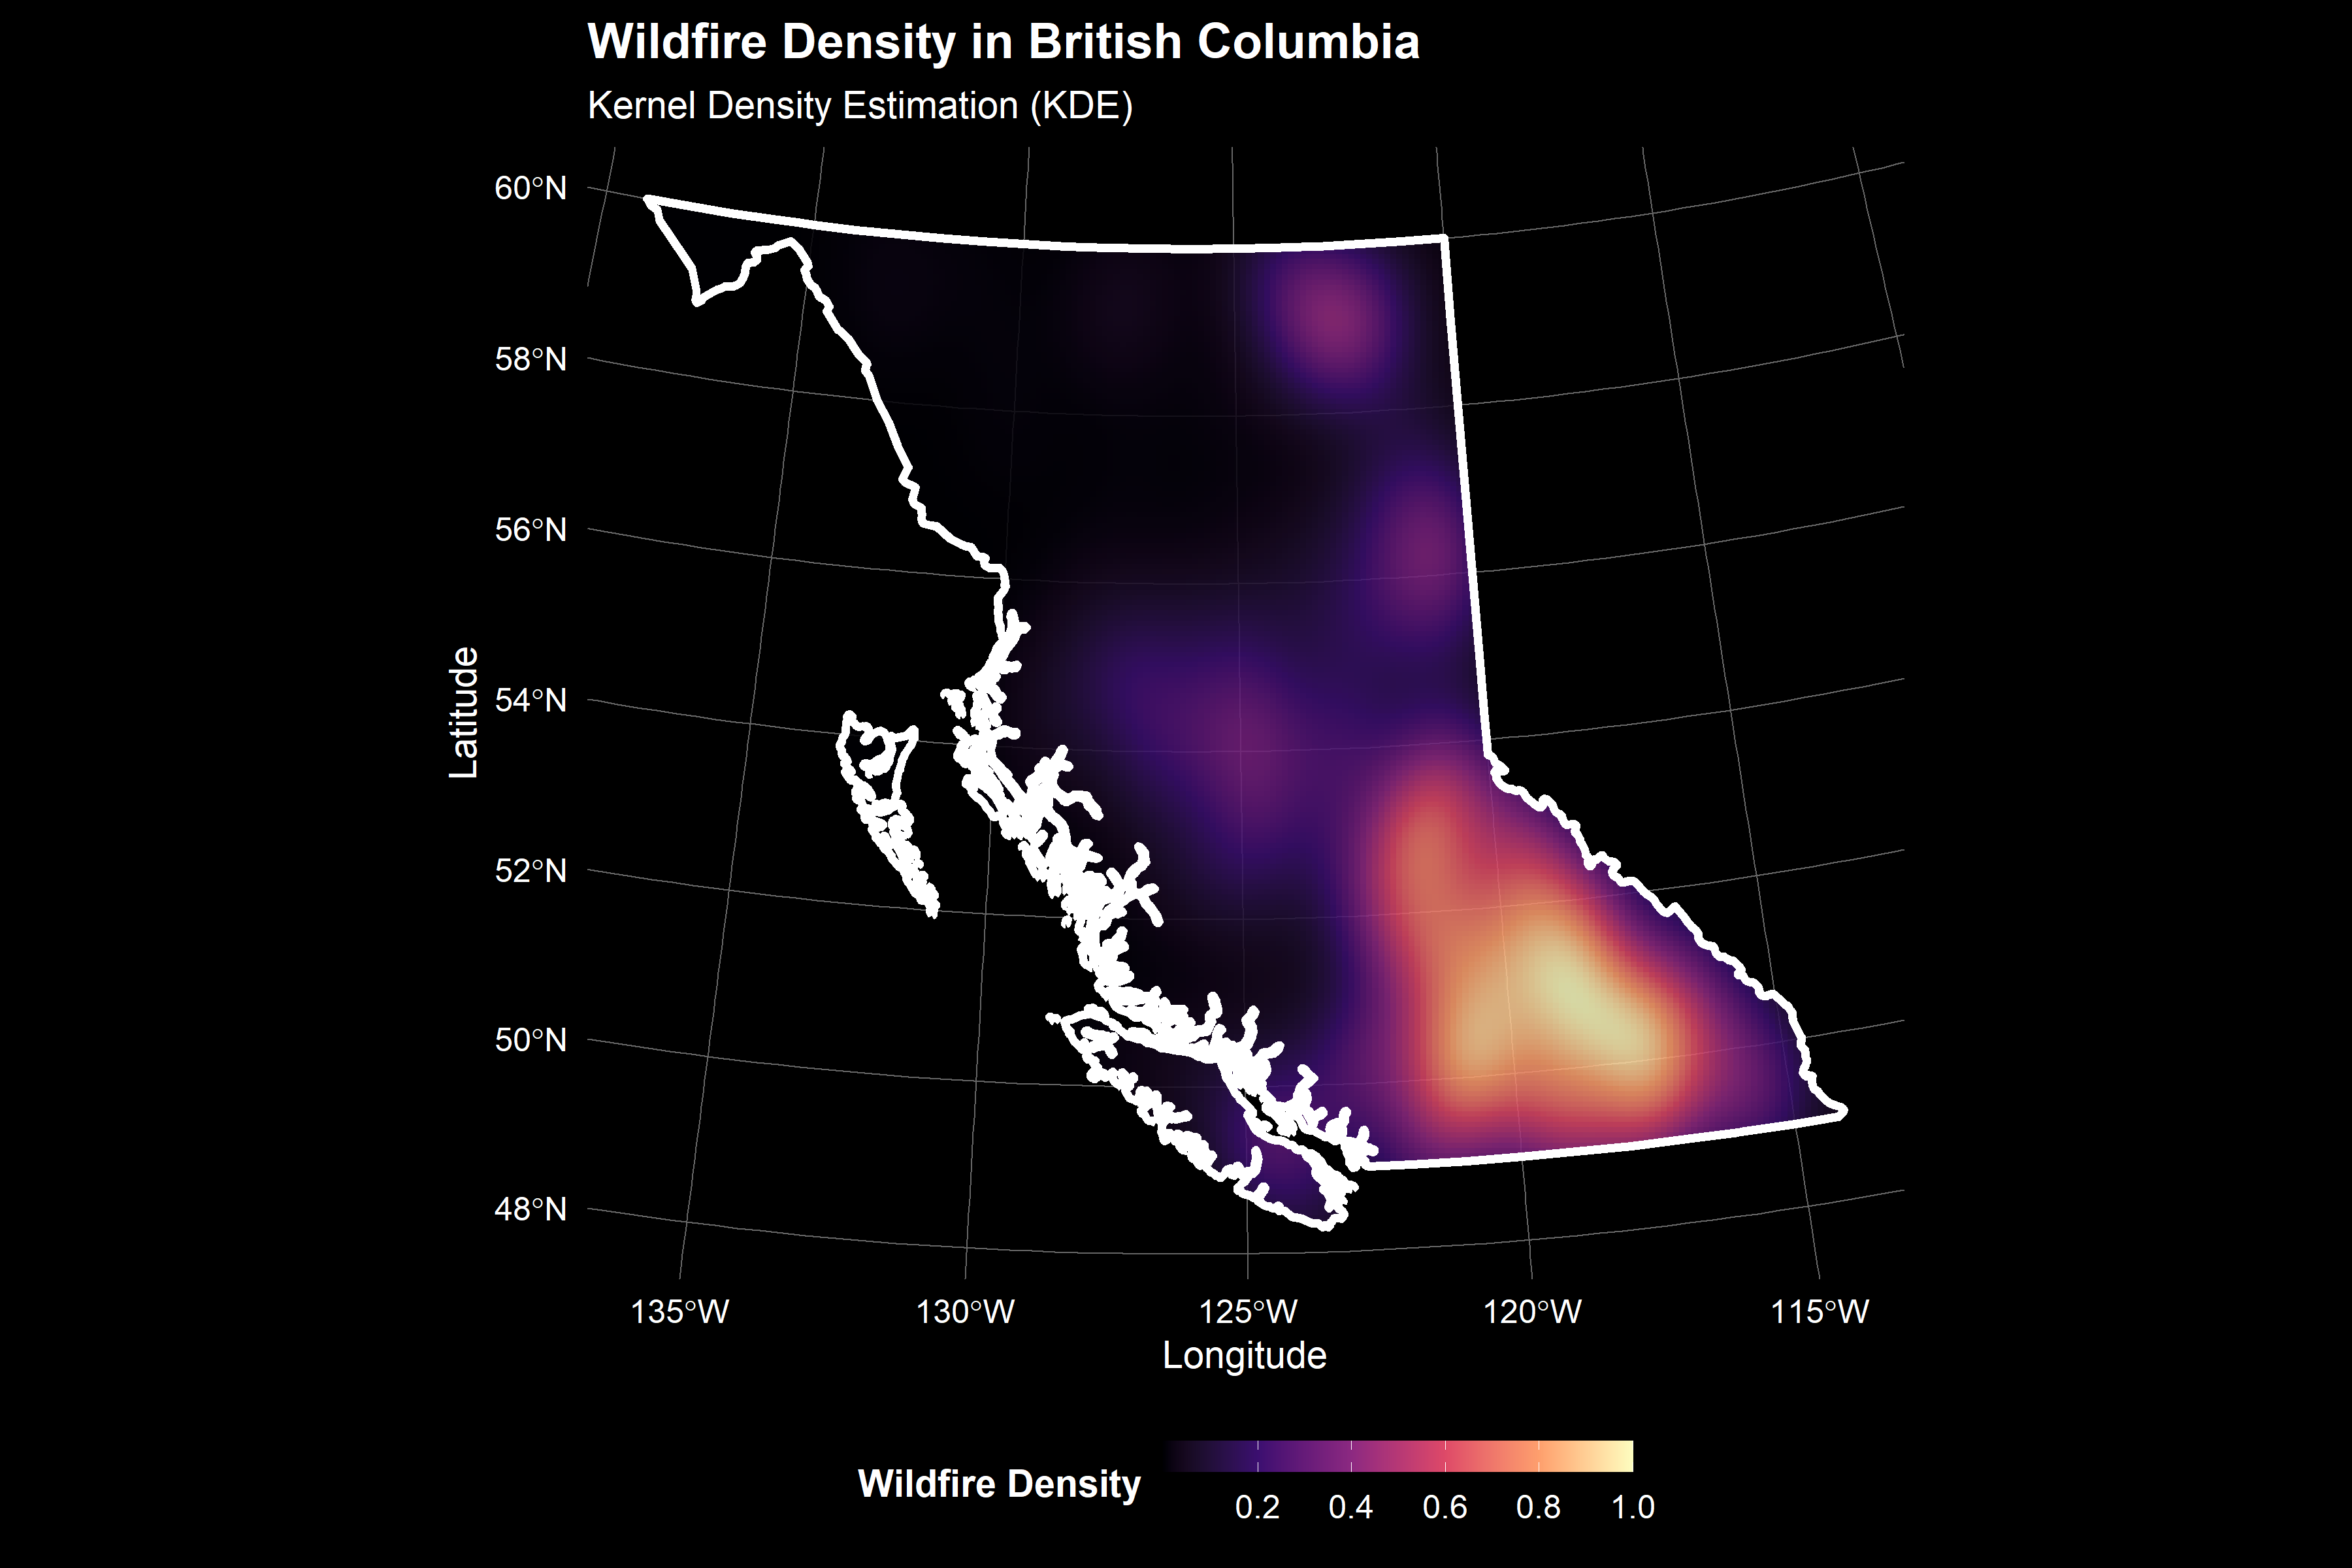 Wildfire Density in British Columbia
Kernel Density Estimation (KDE)
60°N
58°N
56°N
54°N
52°N
50°N
48°N
Latitude
135°W
130°W
125°W
120°W
115°W
Longitude
Wildfire Density
0.2
0.4
0.6
0.8
1.0